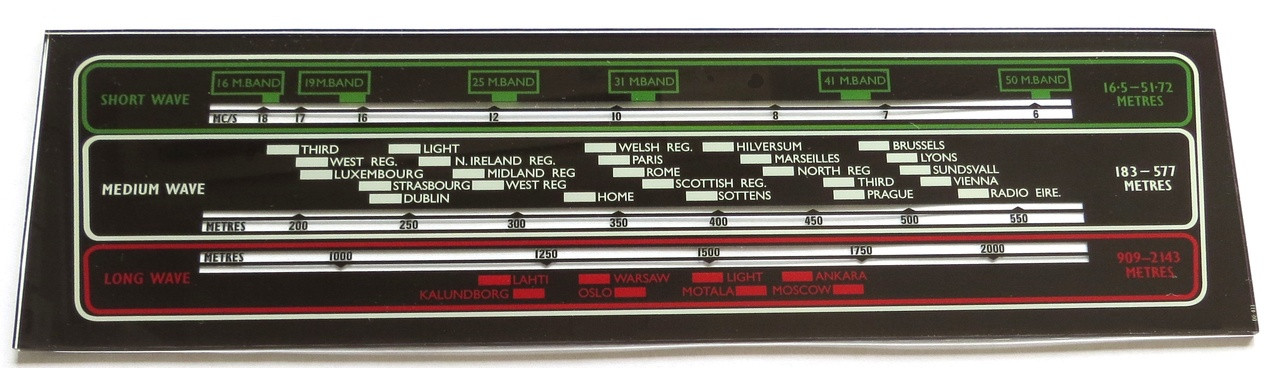 16 M.BAND 19M.BAND 25 M.BAND 31 M.BAND 41 M.BAND 50 M.BAND
SHORT WAVE
16·5—51·72
METRES
MC/S 18 17 16 12 10 8 7 6
THIRD LIGHT WELSH REG. HILVERSUM BRUSSELS
WEST REG. N.IRELAND REG. PARIS MARSEILLES LYONS
LUXEMBOURG MIDLAND REG. ROME NORTH REG. SUNDSVALL
STRASBOURG WEST REG SCOTTISH REG. THIRD VIENNA
DUBLIN HOME SOTTENS PRAGUE RADIO EIRE.
MEDIUM WAVE
183—577
METRES
METRES 200 250 300 350 400 450 500 550
METRES 1000 1250 1500 1750 2000
LONG WAVE
909—2143
METRES
LAHTI WARSAW LIGHT ANKARA
KALUNDBORG OSLO MOTALA MOSCOW